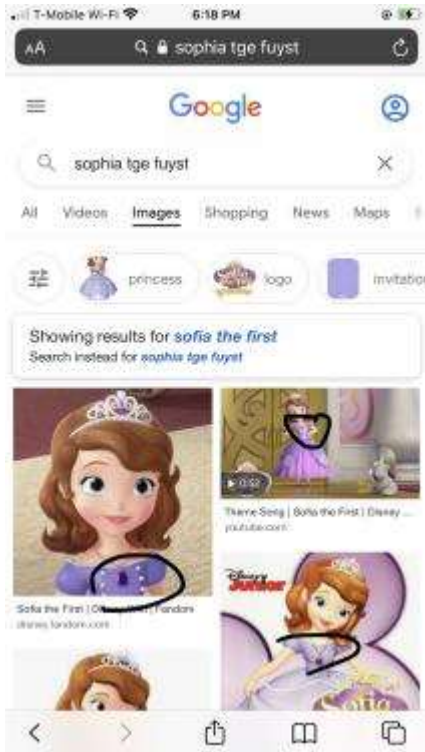 T-Mobile Wi-Fi 6:18 PM
AA sophia tge fuyst
Google
sophia tge fuyst
All Videos Images Shopping News Maps
princess logo invitatio
Showing results for sofia the first
Search instead for sophia tge fuyst
0:52
Theme Song | Sofia the First | Disney ...
youtube.com
Sofia the First | Fandom
disney.fandom.com
Disney
Junior
Sofia